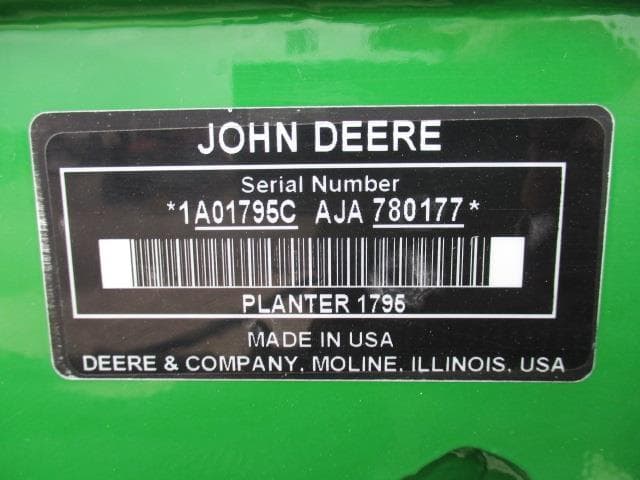 JOHN DEERE
Serial Number
*1A01795C AJA 780177*
PLANTER 1795
MADE IN USA
DEERE & COMPANY, MOLINE, ILLINOIS, USA